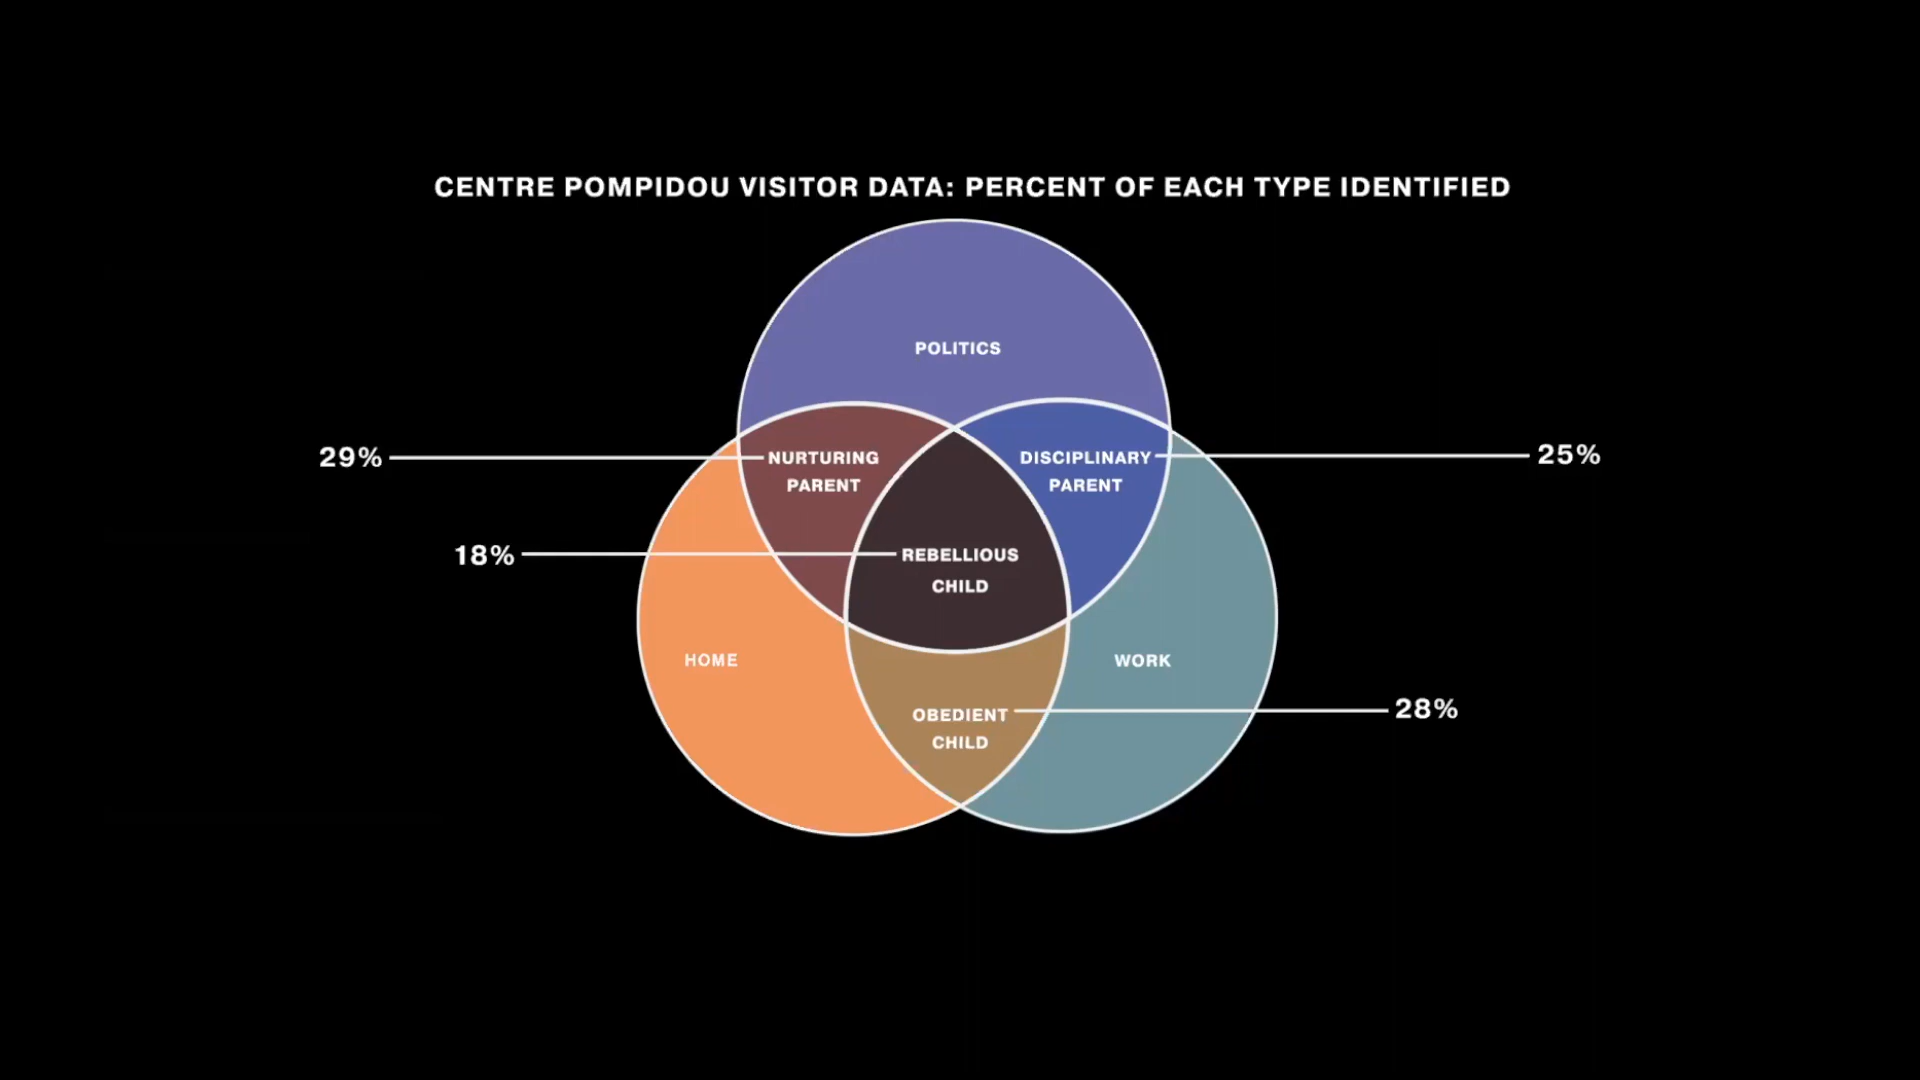 CENTRE POMPIDOU VISITOR DATA: PERCENT OF EACH TYPE IDENTIFIED
POLITICS
29%
NURTURING
PARENT
DISCIPLINARY
PARENT
25%
18%
REBELLIOUS
CHILD
HOME
WORK
OBEDIENT
CHILD
28%